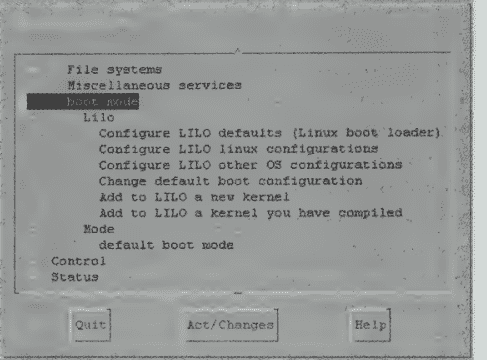 File systems
Miscellaneous services
boot mode
Lilo
Configure LILO defaults (Linux boot loader)
Configure LILO linux configurations
Configure LILO other OS configurations
Change default boot configuration
Add to LILO a new kernel
Add to LILO a kernel you have compiled
Mode
default boot mode
Control
Status
Quit Act/Changes Help